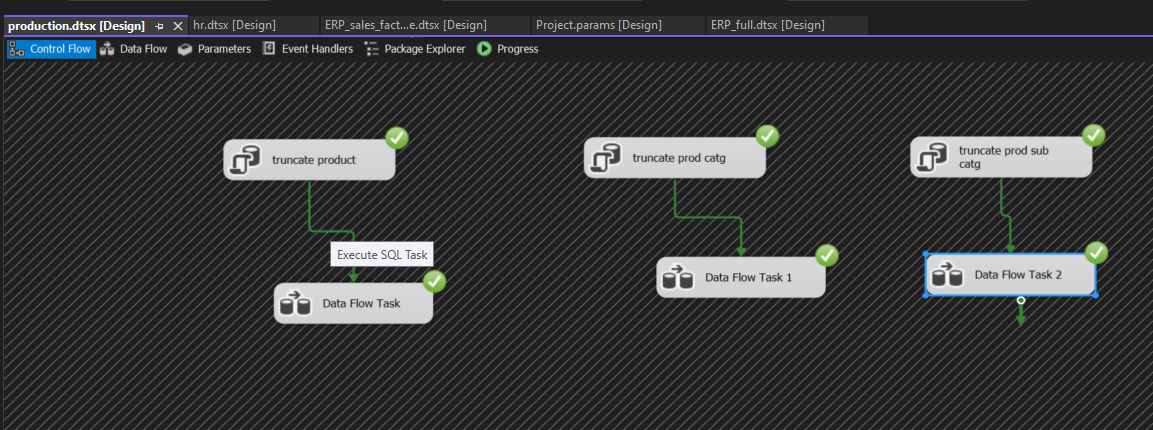 production.dtsx [Design]
hr.dtsx [Design]
ERP_sales_fact...e.dtsx [Design]
Project.params [Design]
ERP_full.dtsx [Design]
Control Flow
Data Flow
Parameters
Event Handlers
Package Explorer
Progress
truncate product
truncate prod catg
truncate prod sub
catg
Execute SQL Task
Data Flow Task
Data Flow Task 1
Data Flow Task 2